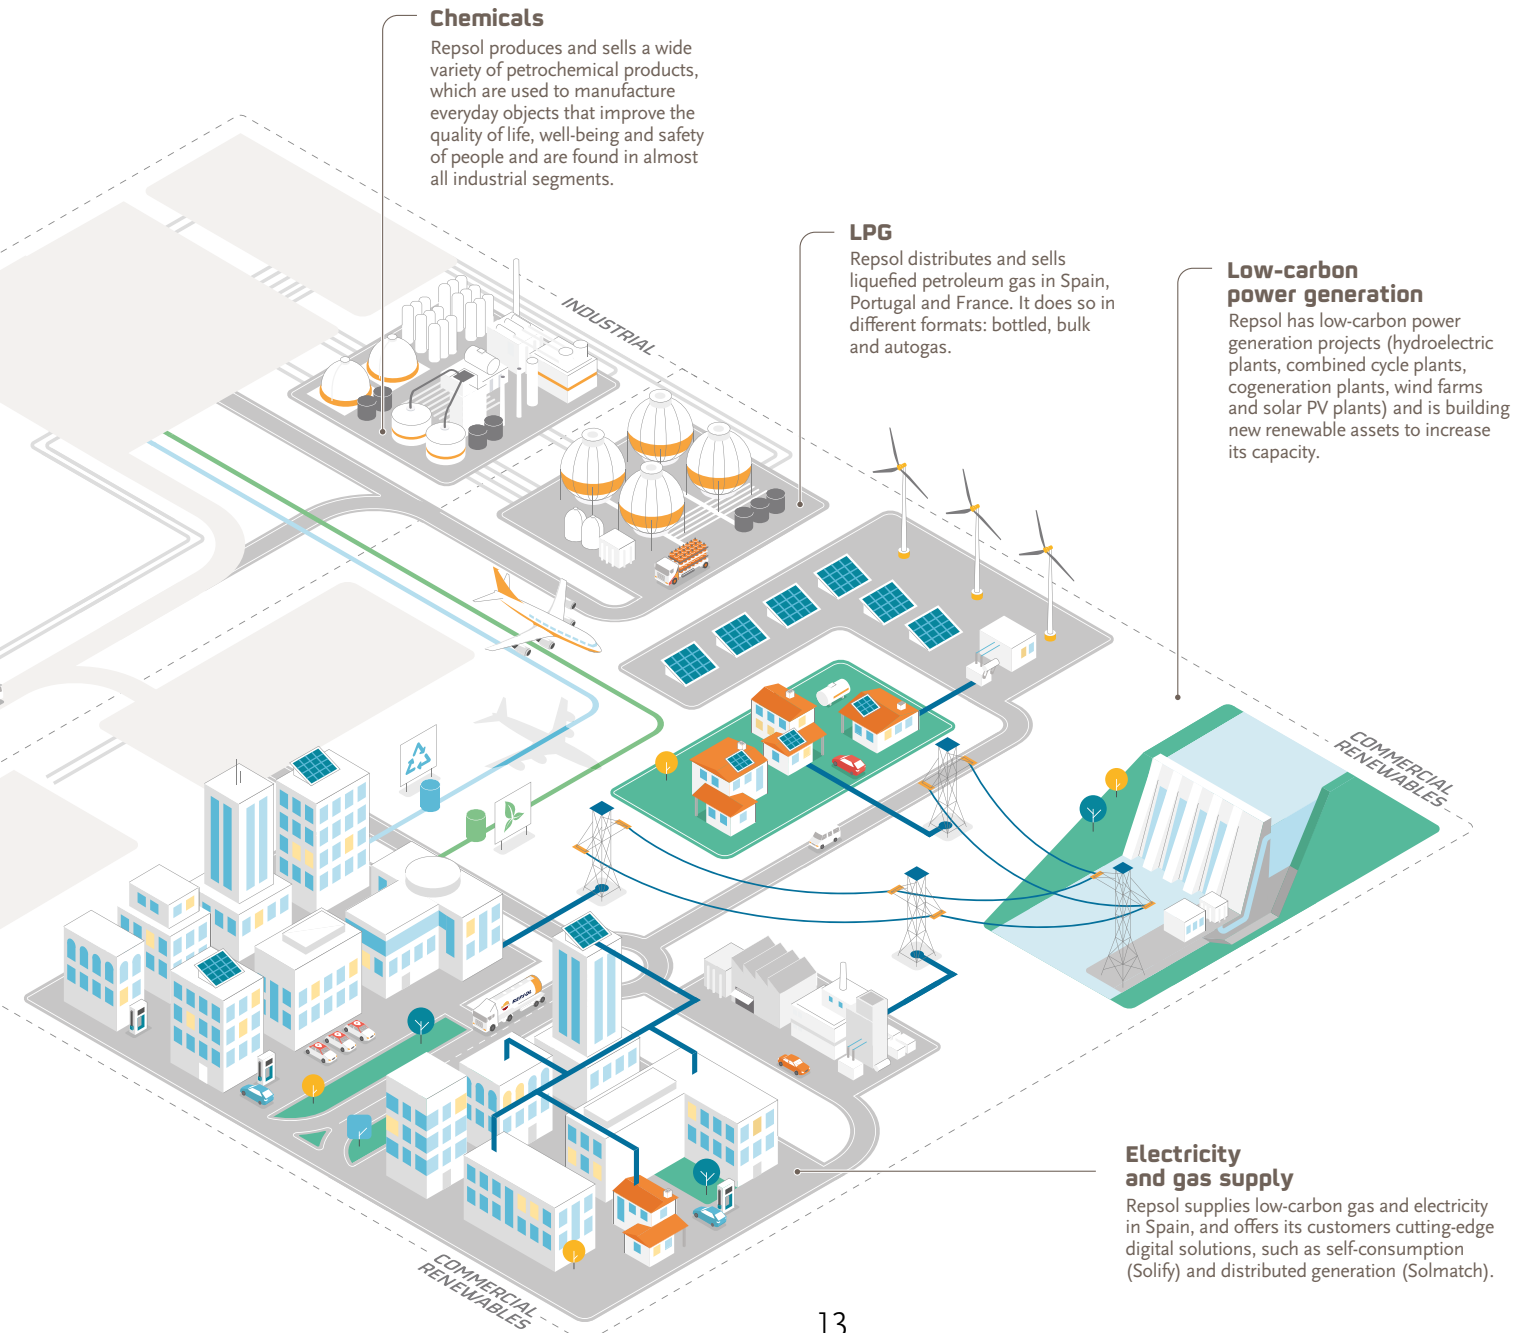 Chemicals
Repsol produces and sells a wide
variety of petrochemical products,
which are used to manufacture
everyday objects that improve the
quality of life, well-being and safety
of people and are found in almost
all industrial segments.
LPG
Repsol distributes and sells
liquefied petroleum gas in Spain,
Portugal and France. It does so in
different formats: bottled, bulk
and autogas.
Low-carbon
power generation
Repsol has low-carbon power
generation projects (hydroelectric
plants, combined cycle plants,
cogeneration plants, wind farms
and solar PV plants) and is building
new renewable assets to increase
its capacity.
INDUSTRIAL
COMMERCIAL
RENEWABLES
REPSOL
Electricity
and gas supply
Repsol supplies low-carbon gas and electricity
in Spain, and offers its customers cutting-edge
digital solutions, such as self-consumption
(Solify) and distributed generation (Solmatch).
COMMERCIAL
RENEWABLES
13